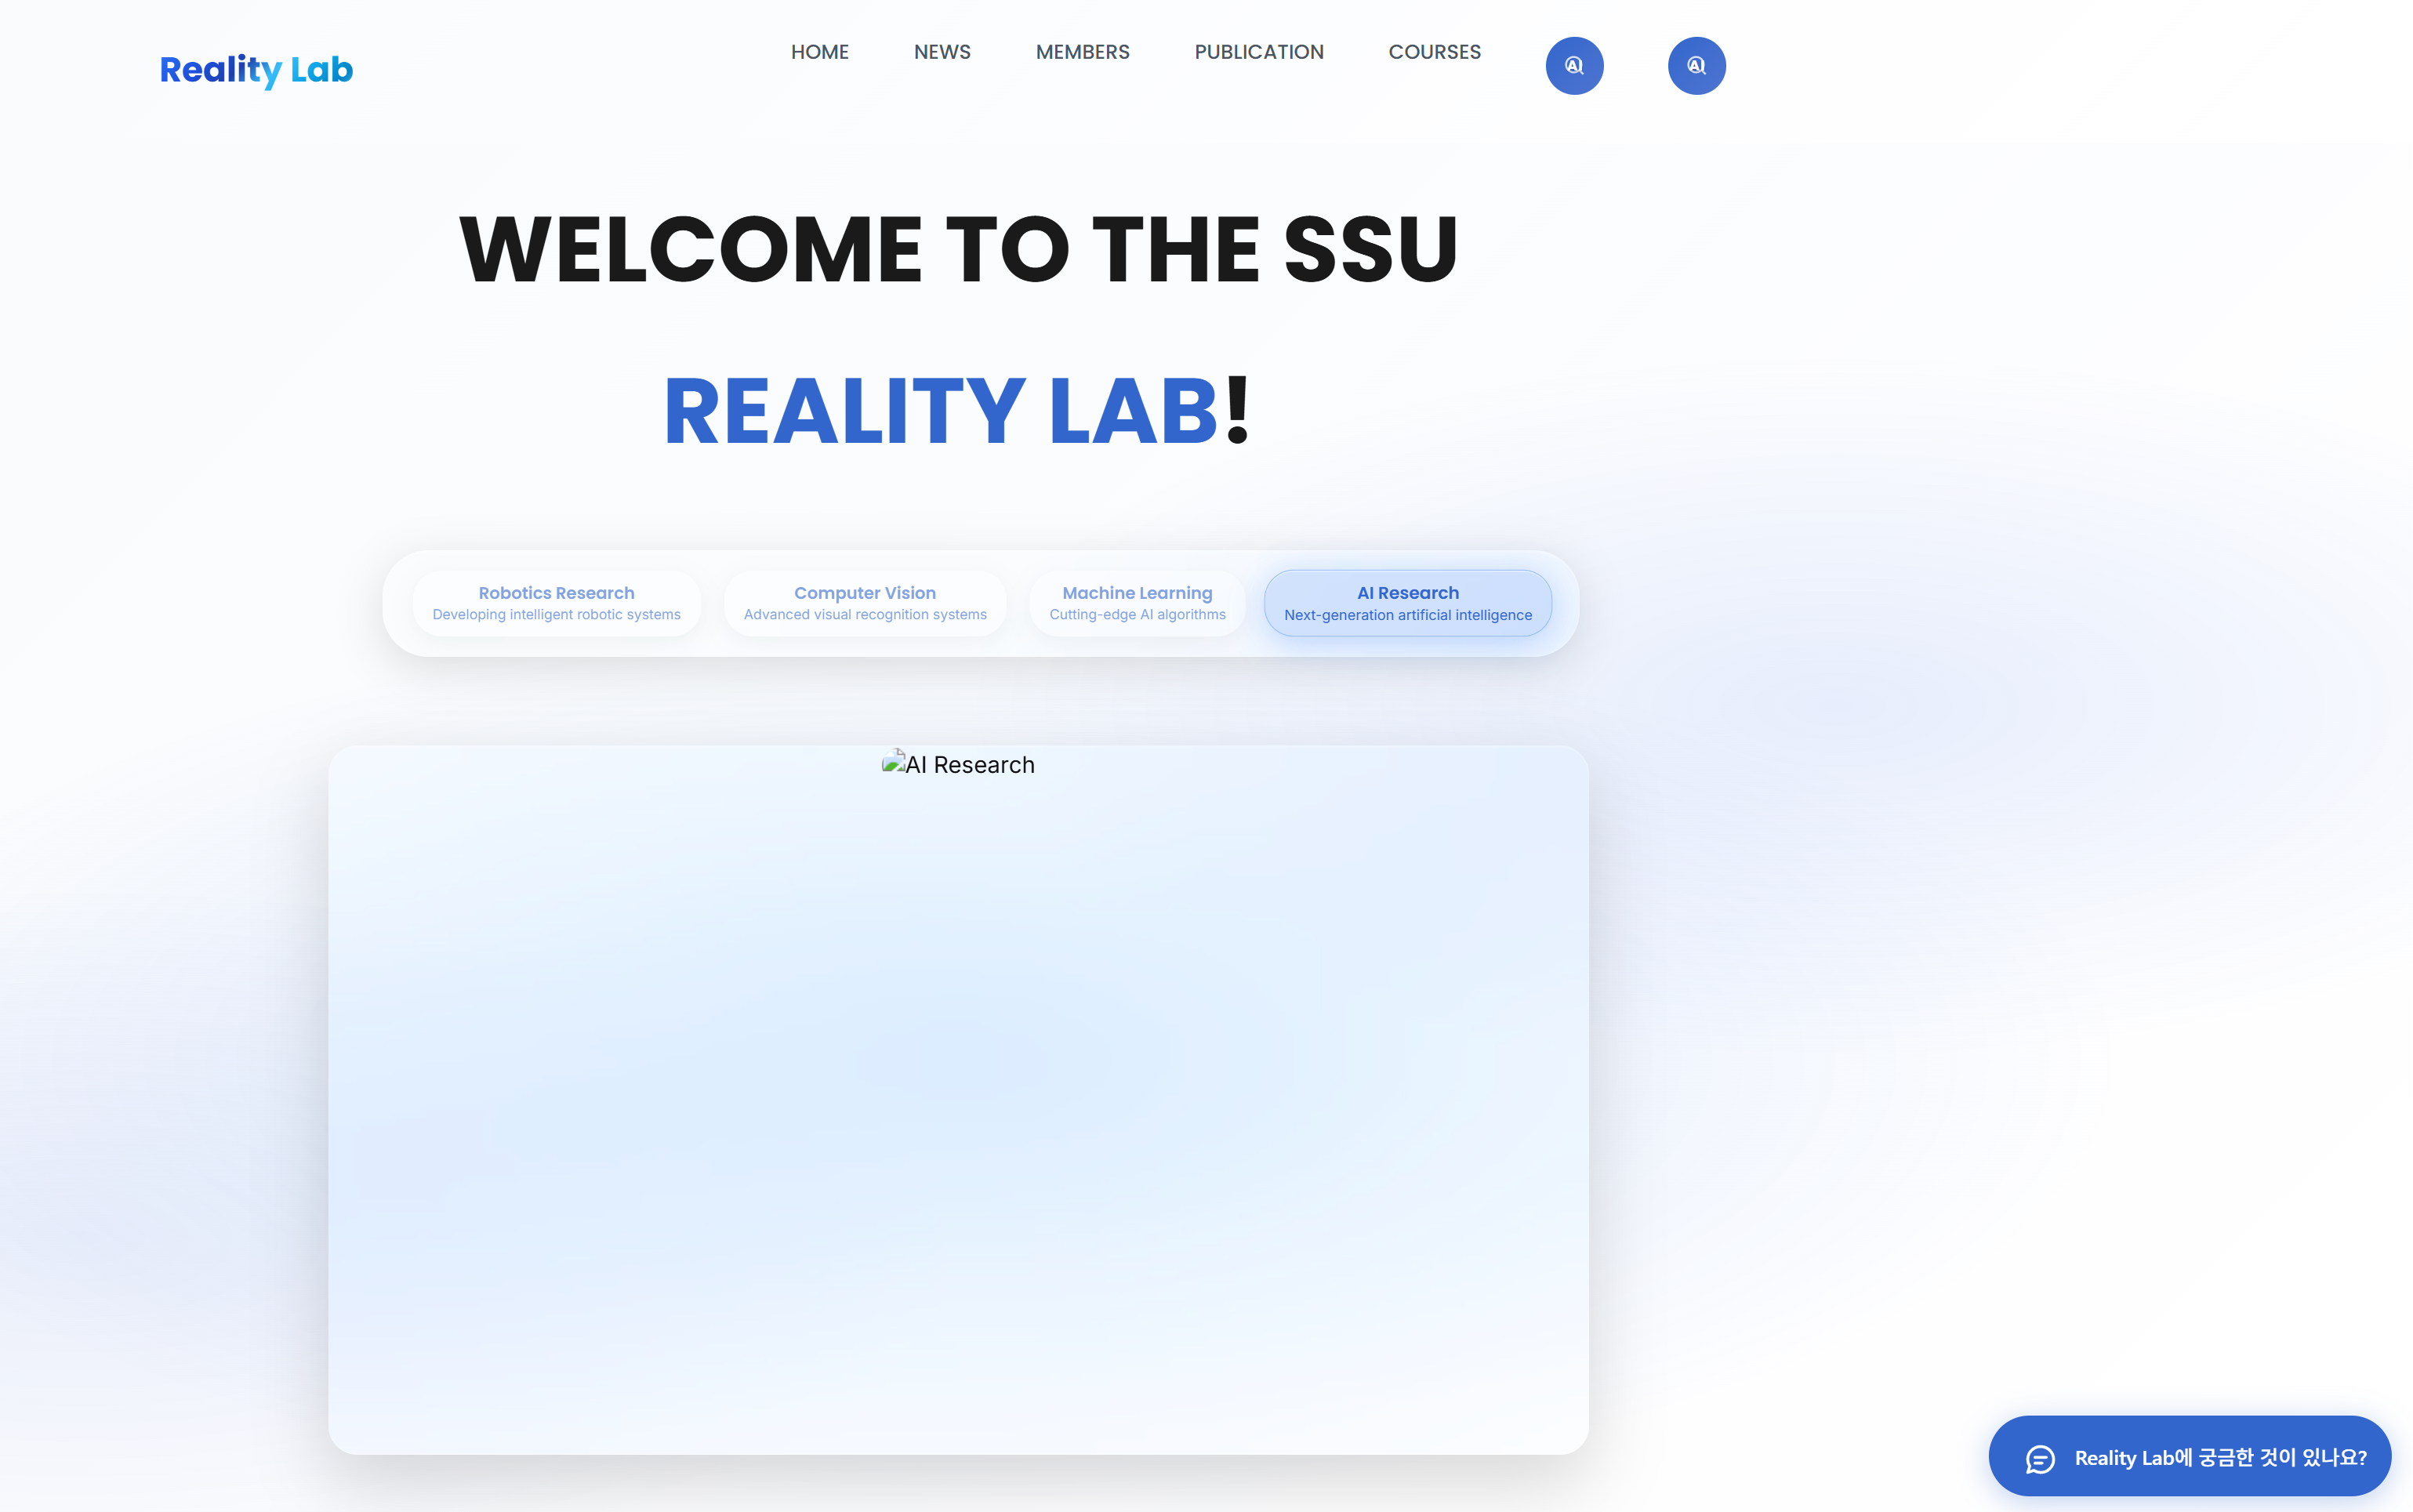 Reality Lab
HOME NEWS MEMBERS PUBLICATION COURSES AI AI
WELCOME TO THE SSU
REALITY LAB!
Robotics Research
Developing intelligent robotic systems
Computer Vision
Advanced visual recognition systems
Machine Learning
Cutting-edge AI algorithms
AI Research
Next-generation artificial intelligence
AI Research
Reality Lab에 궁금한 것이 있나요?